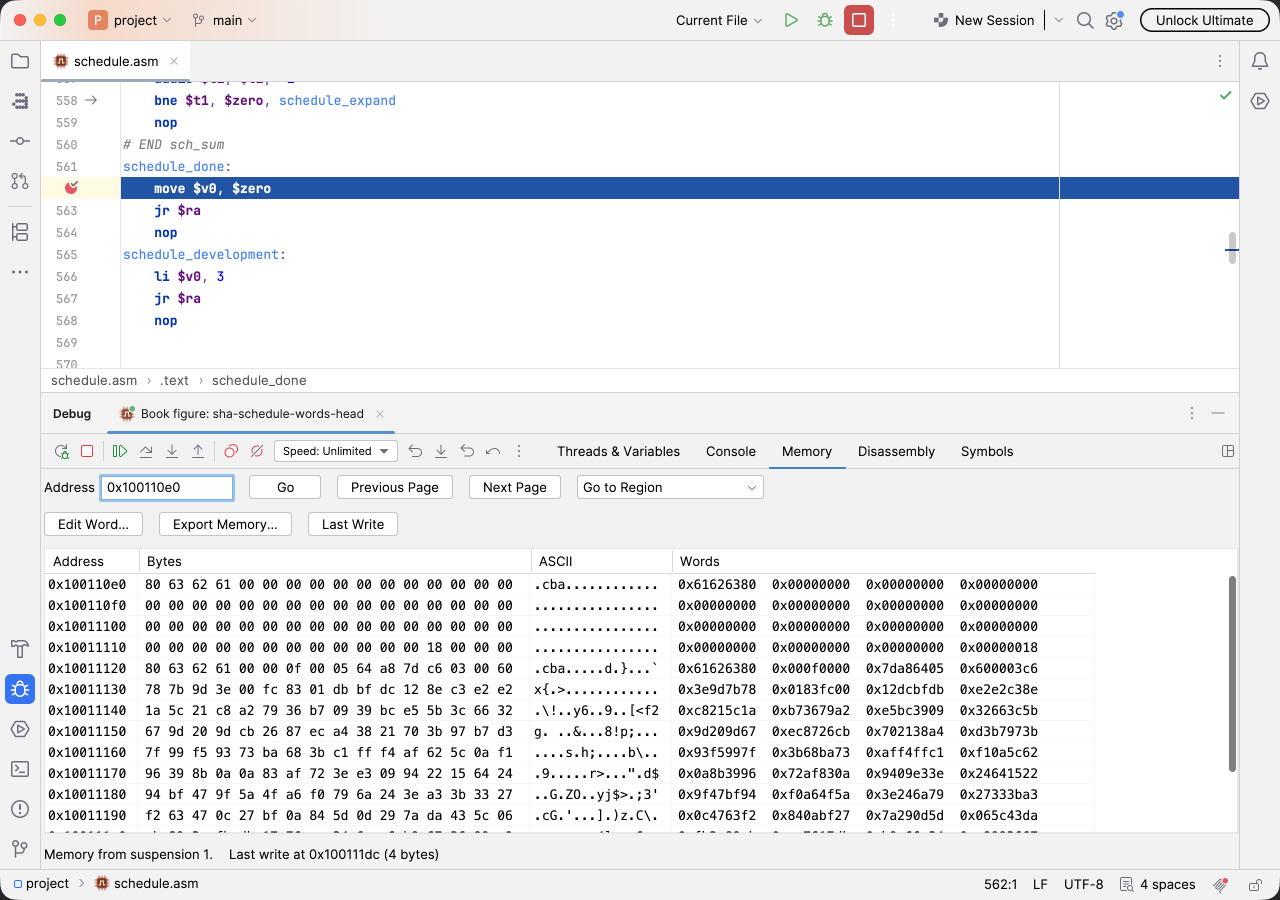 P project main Current File New Session Unlock Ultimate
schedule.asm
558 bne $t1, $zero, schedule_expand
559 nop
560 # END sch_sum
561 schedule_done:
move $v0, $zero
563 jr $ra
564 nop
565 schedule_development:
566 li $v0, 3
567 jr $ra
568 nop
569
570
schedule.asm › .text › schedule_done
Debug Book figure: sha-schedule-words-head
Speed: Unlimited Threads & Variables Console Memory Disassembly Symbols
Address 0x100110e0 Go Previous Page Next Page Go to Region
Edit Word... Export Memory... Last Write
Address Bytes ASCII Words
0x100110e0 80 63 62 61 00 00 00 00 00 00 00 00 00 00 00 00 .cba............ 0x61626380 0x00000000 0x00000000 0x00000000
0x100110f0 00 00 00 00 00 00 00 00 00 00 00 00 00 00 00 00 ................ 0x00000000 0x00000000 0x00000000 0x00000000
0x10011100 00 00 00 00 00 00 00 00 00 00 00 00 00 00 00 00 ................ 0x00000000 0x00000000 0x00000000 0x00000000
0x10011110 00 00 00 00 00 00 00 00 00 00 00 00 18 00 00 00 ................ 0x00000000 0x00000000 0x00000000 0x00000018
0x10011120 80 63 62 61 00 00 0f 00 05 64 a8 7d c6 03 00 60 .cba.....d.}...` 0x61626380 0x000f0000 0x7da86405 0x600003c6
0x10011130 78 7b 9d 3e 00 fc 83 01 db bf dc 12 8e c3 e2 e2 x{.>............ 0x3e9d7b78 0x0183fc00 0x12dcbfdb 0xe2e2c38e
0x10011140 1a 5c 21 c8 a2 79 36 b7 09 39 bc e5 5b 3c 66 32 .\!..y6..9..[<f2 0xc8215c1a 0xb73679a2 0xe5bc3909 0x32663c5b
0x10011150 67 9d 20 9d cb 26 87 ec a4 38 21 70 3b 97 b7 d3 g. ..&...8!p;... 0x9d209d67 0xec8726cb 0x702138a4 0xd3b7973b
0x10011160 7f 99 f5 93 73 ba 68 3b c1 ff f4 af 62 5c 0a f1 ....s.h;....b\.. 0x93f5997f 0x3b68ba73 0xaff4ffc1 0xf10a5c62
0x10011170 96 39 8b 0a 0a 83 af 72 3e e3 09 94 22 15 64 24 .9.....r>...".d$ 0x0a8b3996 0x72af830a 0x9409e33e 0x24641522
0x10011180 94 bf 47 9f 5a 4f a6 f0 79 6a 24 3e a3 3b 33 27 ..G.ZO..yj$>.;3' 0x9f47bf94 0xf0a64f5a 0x3e246a79 0x27333ba3
0x10011190 f2 63 47 0c 27 bf 0a 84 5d 0d 29 7a da 43 5c 06 .cG.'...].)z.C\. 0x0c4763f2 0x840abf27 0x7a290d5d 0x065c43da
Memory from suspension 1. Last write at 0x100111dc (4 bytes)
project › schedule.asm 562:1 LF UTF-8 4 spaces